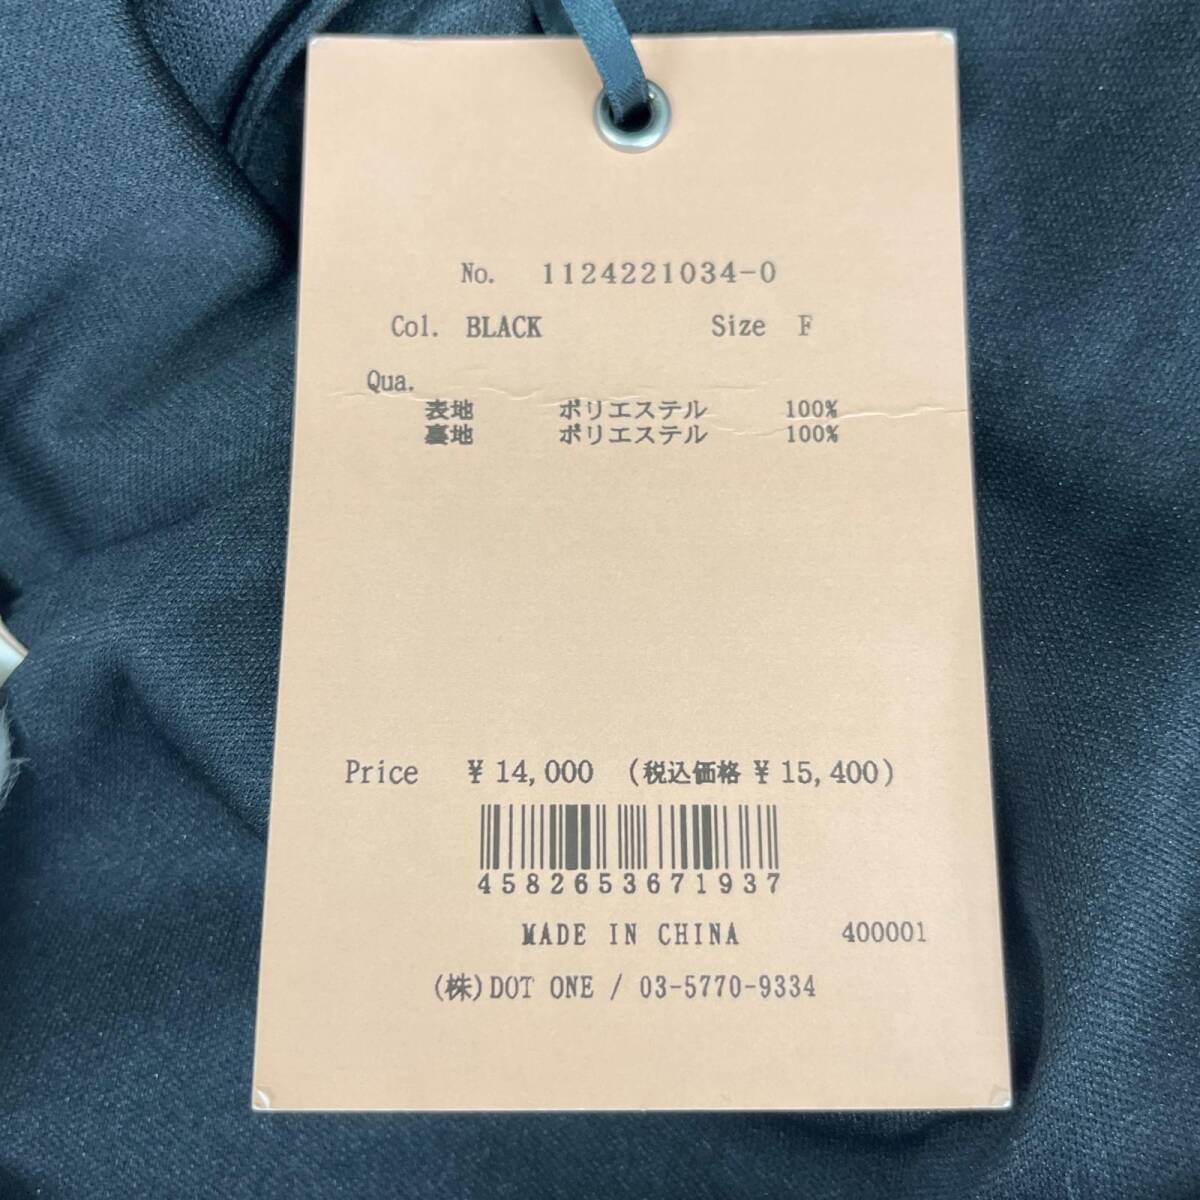 No. 1124221034-0
Col. BLACK Size F
Qua.
表地 ポリエステル 100%
裏地 ポリエステル 100%
Price ¥14,000 (税込価格 ¥15,400)
4582653671937
MADE IN CHINA 400001
(株)DOT ONE / 03-5770-9334